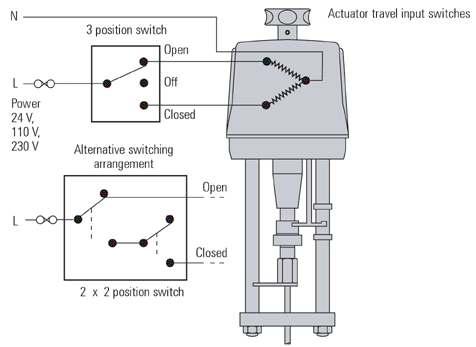 Actuator travel input switches
N
3 position switch
Open
Off
Closed
L
Power
24 V,
110 V,
230 V
Alternative switching
arrangement
Open
L
Closed
2 x 2 position switch